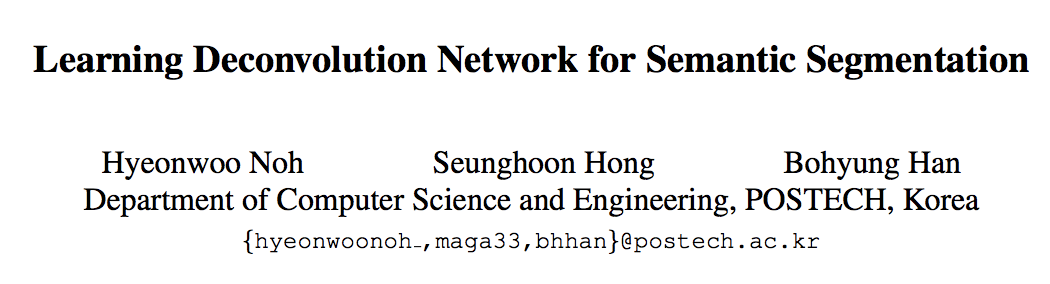 Learning Deconvolution Network for Semantic Segmentation
Hyeonwoo Noh Seunghoon Hong Bohyung Han
Department of Computer Science and Engineering, POSTECH, Korea
{hyeonwoonoh_,maga33,bhhan}@postech.ac.kr